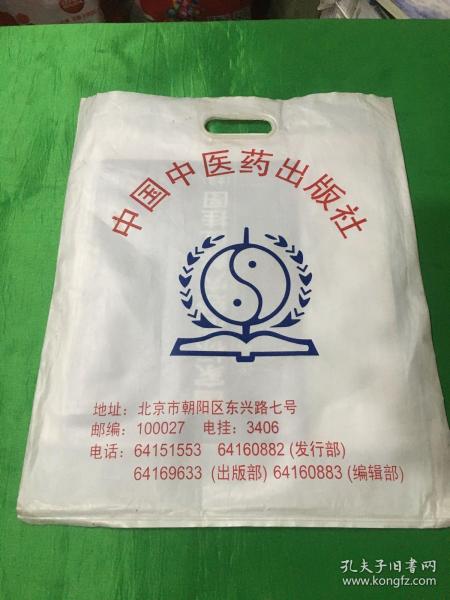 中国中医药出版社
地址：北京市朝阳区东兴路七号
邮编：100027 电挂：3406
电话：64151553 64160882 (发行部)
64169633 (出版部) 64160883 (编辑部)
孔夫子旧书网
www.kongfz.com